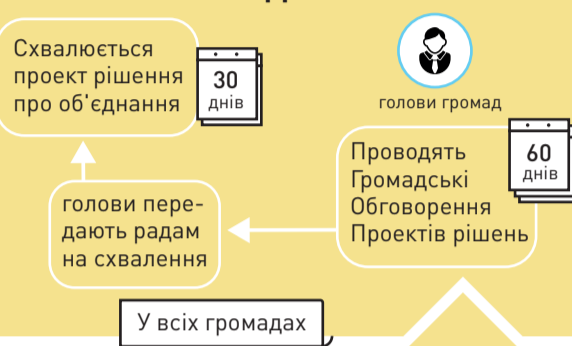 Схвалюється
проект рішення
про об'єднання
30
днів
голови громад
Проводять
Громадські
Обговорення
Проектів рішень
60
днів
голови пере-
дають радам
на схвалення
У всіх громадах